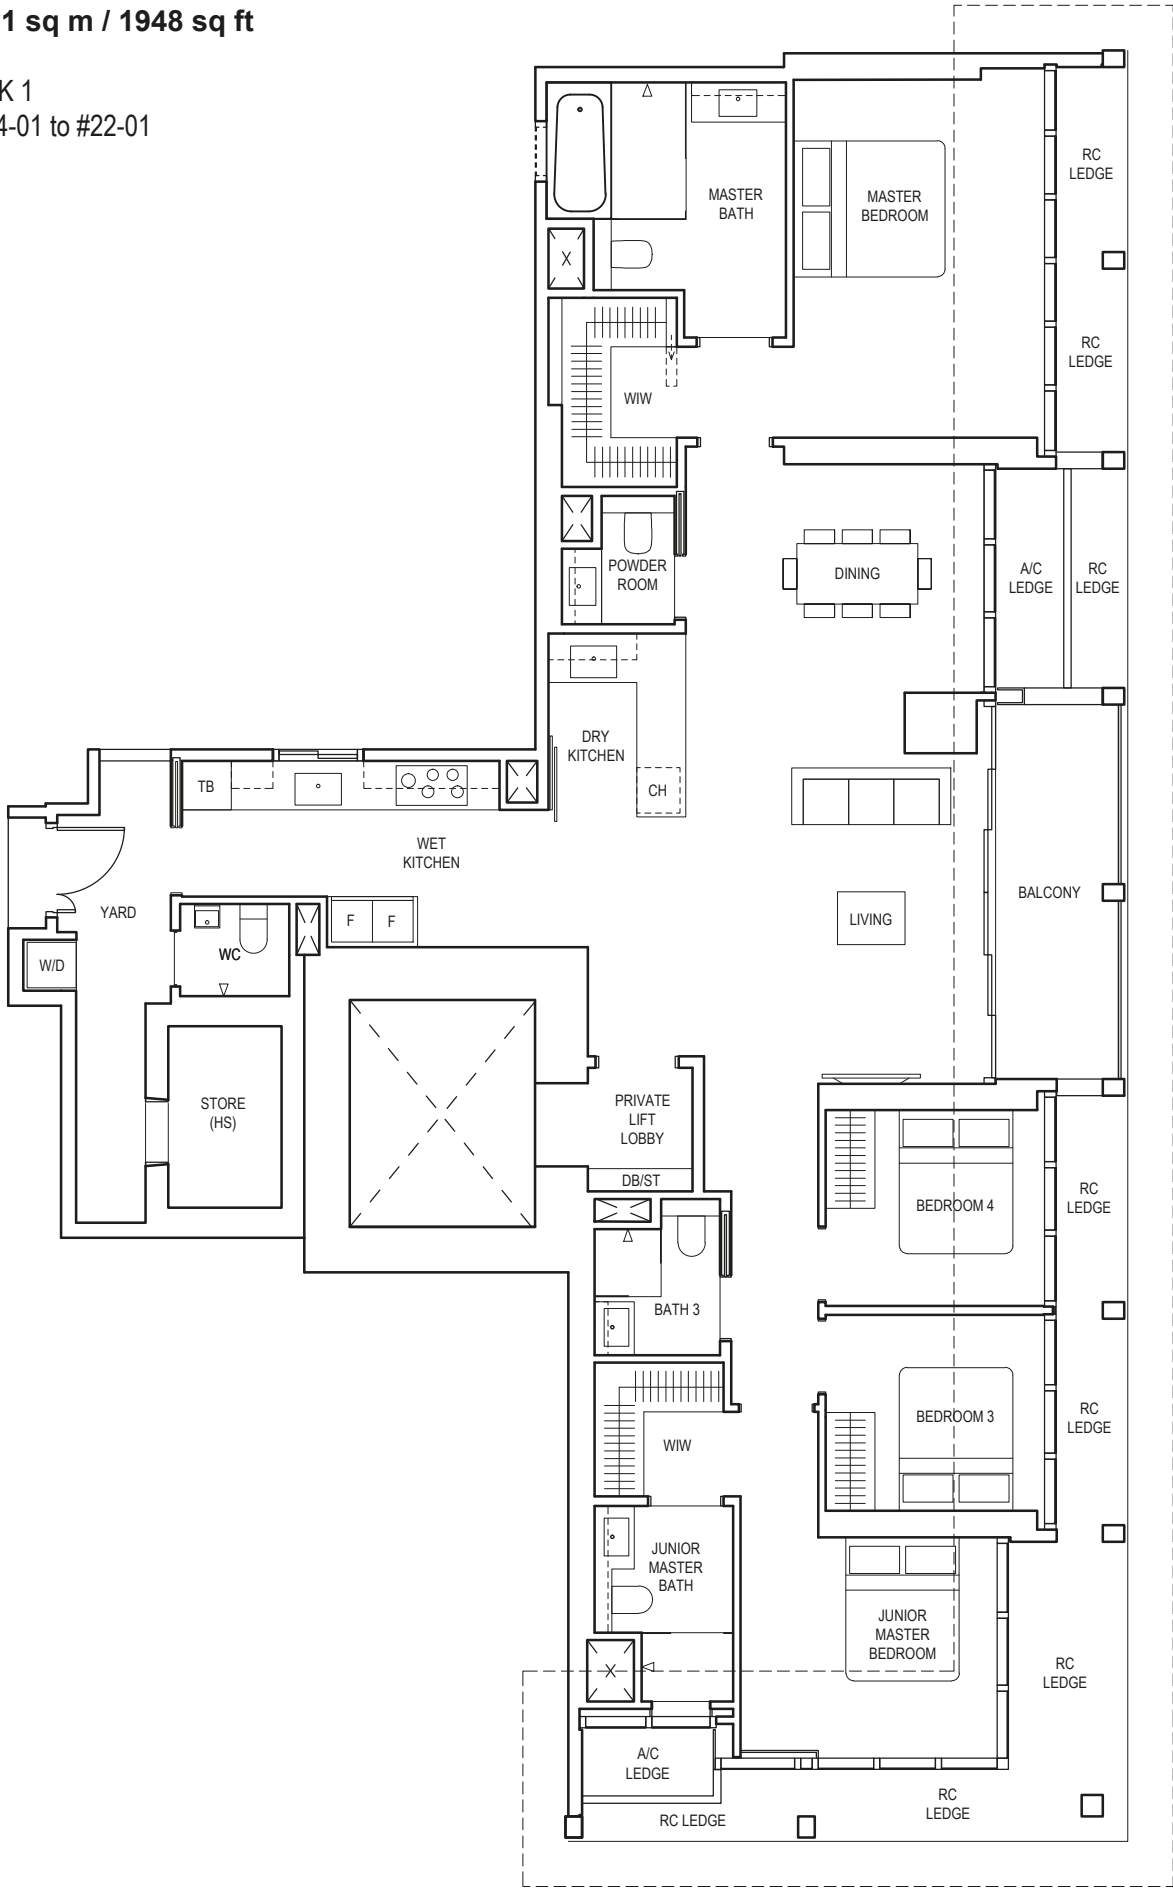 1 sq m / 1948 sq ft
K 1
4-01 to #22-01
RC
LEDGE
MASTER
BATH
MASTER
BEDROOM
X
RC
LEDGE
WIW
POWDER
ROOM
DINING
A/C
LEDGE
RC
LEDGE
DRY
KITCHEN
TB
CH
WET
KITCHEN
BALCONY
YARD
F
F
LIVING
W/D
WC
STORE
(HS)
PRIVATE
LIFT
LOBBY
DB/ST
BEDROOM 4
RC
LEDGE
BATH 3
BEDROOM 3
RC
LEDGE
WIW
JUNIOR
MASTER
BATH
JUNIOR
MASTER
BEDROOM
X
RC
LEDGE
A/C
LEDGE
RC LEDGE
RC
LEDGE